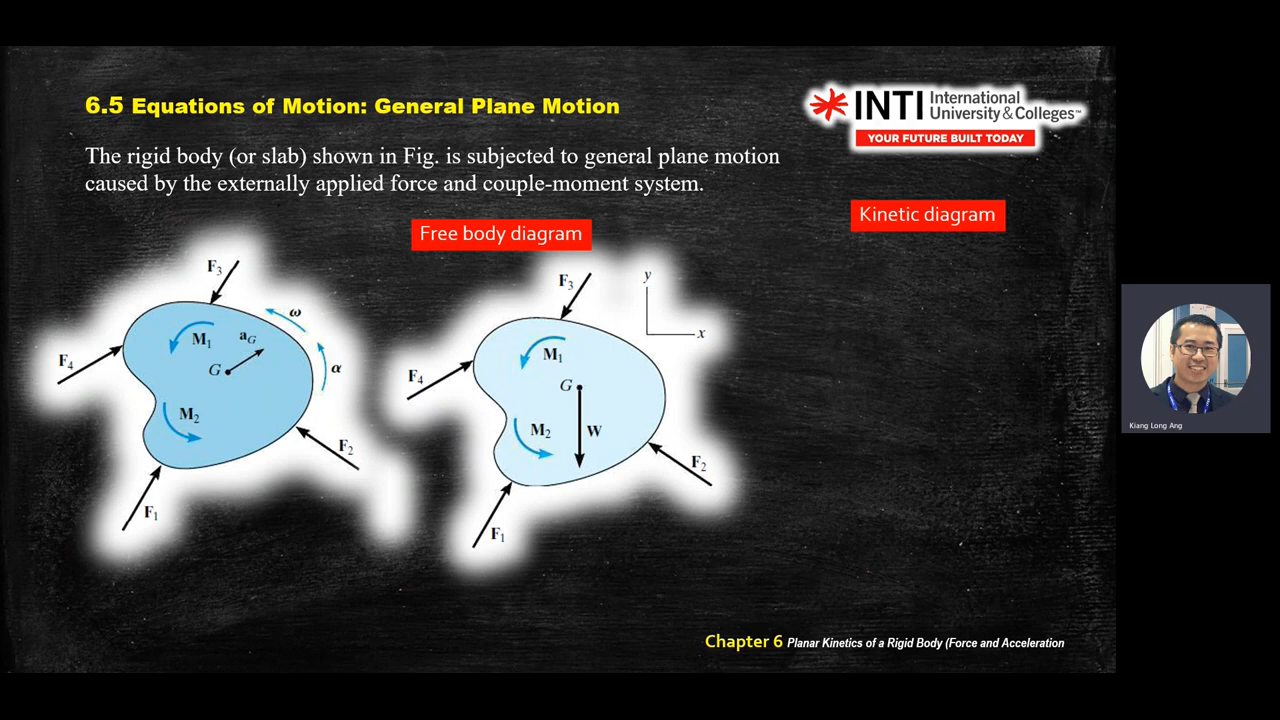 6.5 Equations of Motion: General Plane Motion
INTI International
University & Colleges™
YOUR FUTURE BUILT TODAY
The rigid body (or slab) shown in Fig. is subjected to general plane motion
caused by the externally applied force and couple-moment system.
Free body diagram
Kinetic diagram
F3
ω
M1
aG
G
α
F4
M2
F2
F1
F3
y
x
M1
G
F4
M2
W
F2
F1
Kiang Long Ang
Chapter 6 Planar Kinetics of a Rigid Body (Force and Acceleration